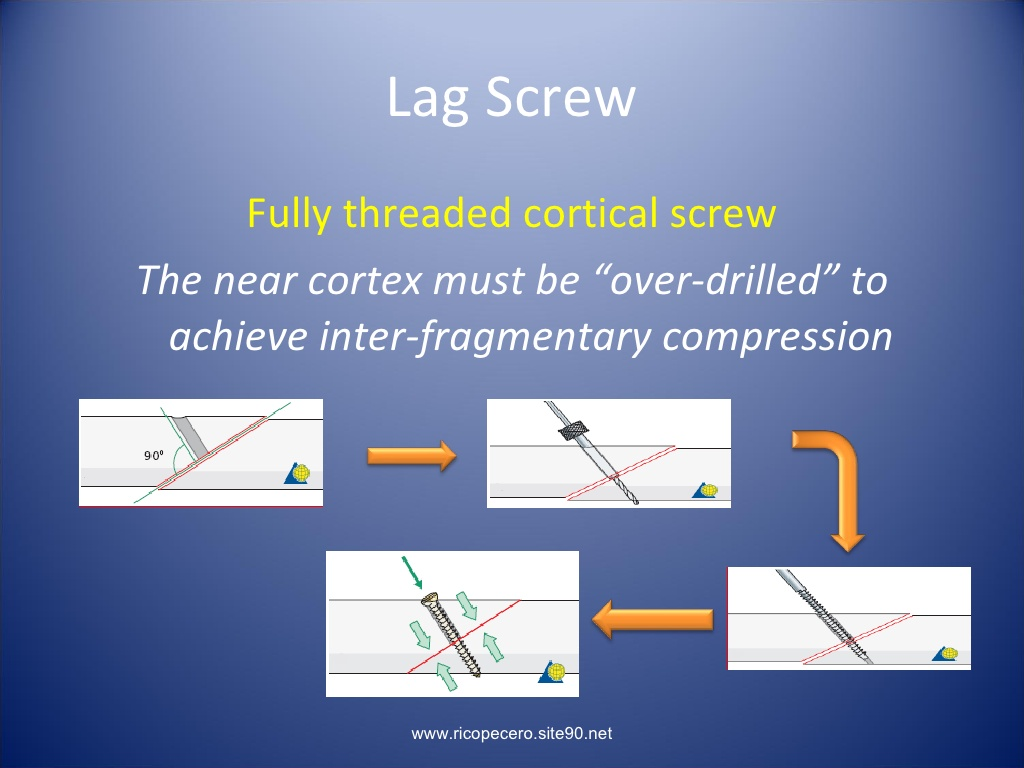 Lag Screw
Fully threaded cortical screw
The near cortex must be “over-drilled” to
achieve inter-fragmentary compression
90⁰
www.ricopecero.site90.net